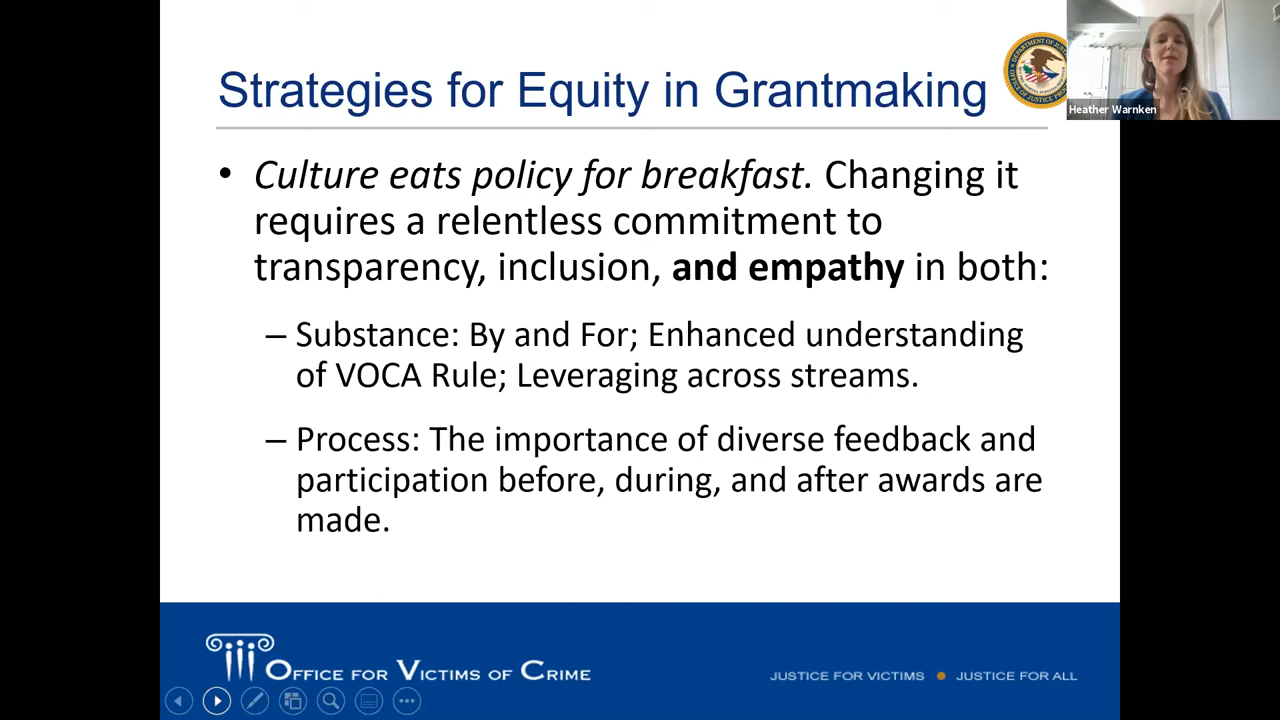 Strategies for Equity in Grantmaking
Heather Warnken
• Culture eats policy for breakfast. Changing it
requires a relentless commitment to
transparency, inclusion, and empathy in both:
– Substance: By and For; Enhanced understanding
of VOCA Rule; Leveraging across streams.
– Process: The importance of diverse feedback and
participation before, during, and after awards are
made.
OFFICE FOR VICTIMS OF CRIME
JUSTICE FOR VICTIMS • JUSTICE FOR ALL